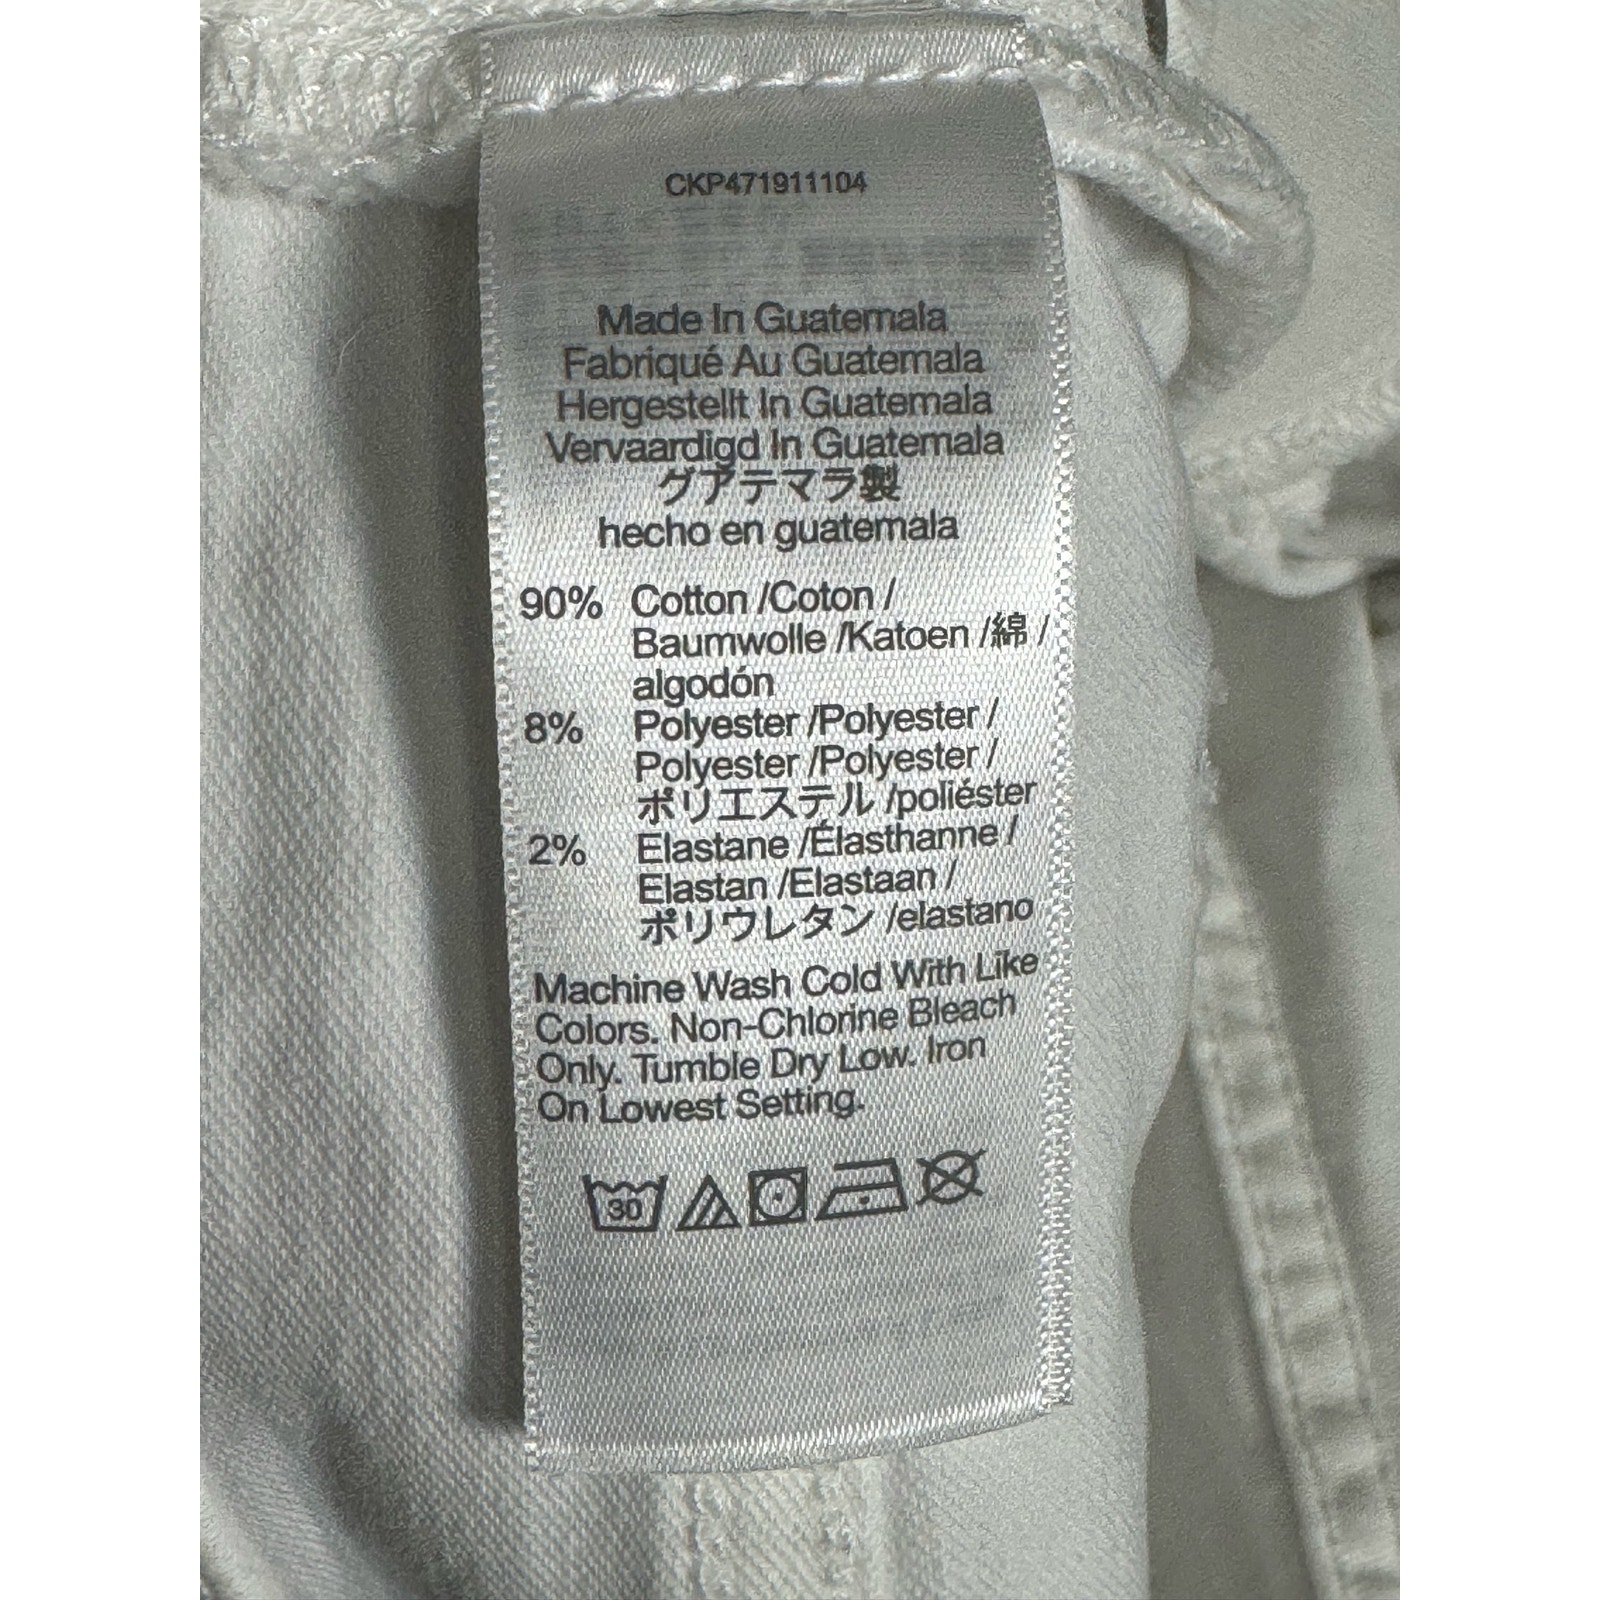 CKP471911104
Made In Guatemala
Fabriqué Au Guatemala
Hergestellt In Guatemala
Vervaardigd In Guatemala
グアテマラ製
hecho en guatemala
90% Cotton /Coton /
Baumwolle /Katoen /綿 /
algodón
8% Polyester /Polyester /
Polyester /Polyester /
ポリエステル /poliéster
2% Elastane /Élasthanne /
Elastan /Elastaan /
ポリウレタン /elastano
Machine Wash Cold With Like
Colors. Non-Chlorine Bleach
Only. Tumble Dry Low. Iron
On Lowest Setting.
30